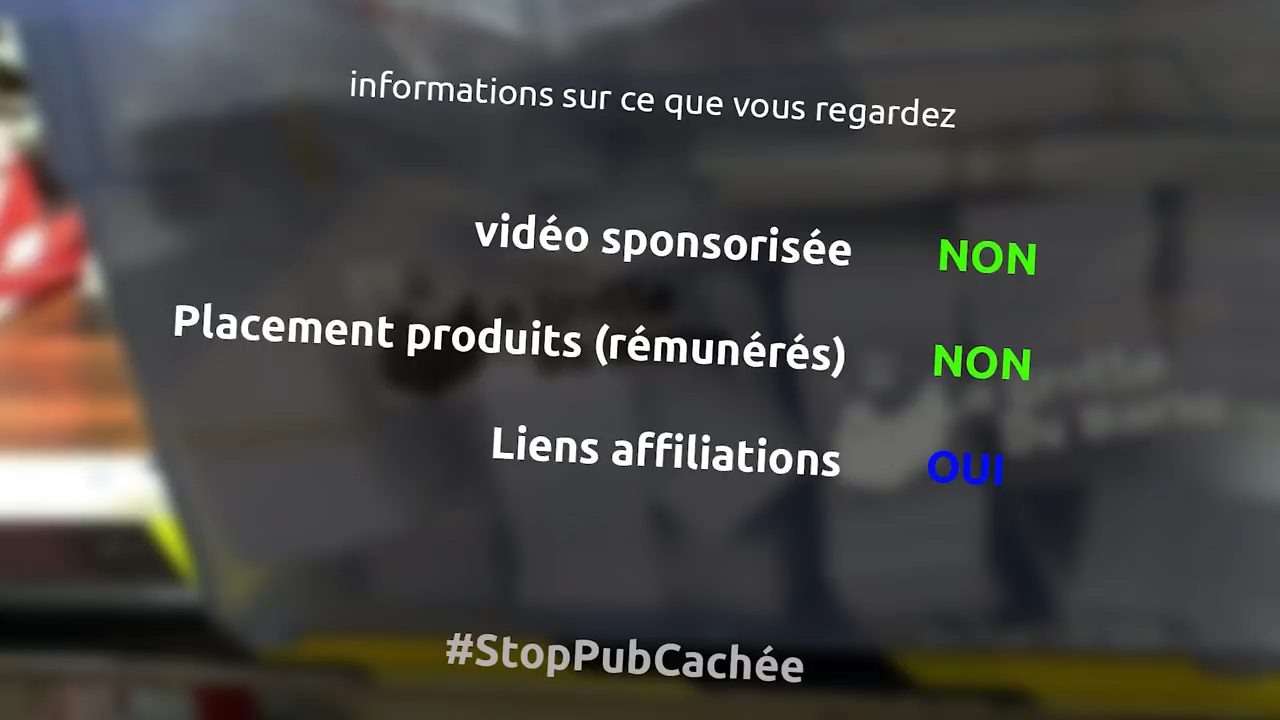 informations sur ce que vous regardez
vidéo sponsorisée NON
Placement produits (rémunérés) NON
Liens affiliations OUI
#StopPubCachée